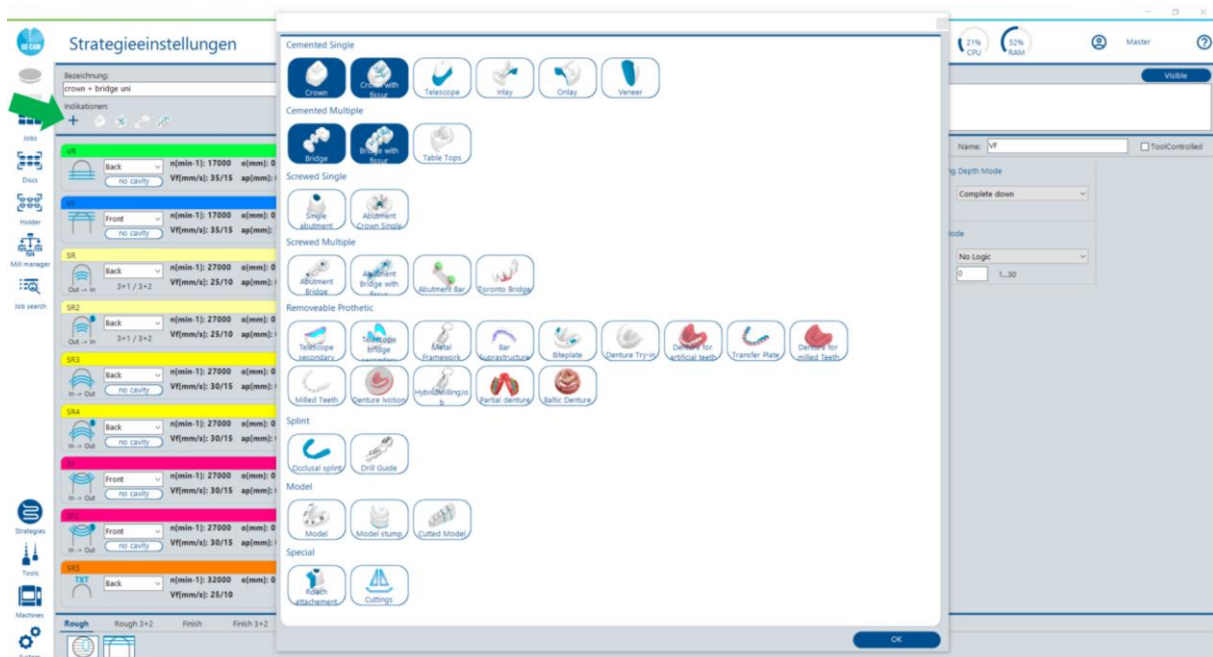 Strategieeinstellungen
21%
CPU
32%
RAM
Master
Bezeichnung:
crown + bridge uni
Indikationen:
Visible
Jobs
Discs
Holder
Mill manager
Job search
Strategies
Tools
Machines
VR
Back
no cavity
n[min-1]: 17000
Vf[mm/s]: 35/15
VF
Front
no cavity
n[min-1]: 17000
Vf[mm/s]: 35/15
SR
Out -> In
Back
3+1 / 3+2
n[min-1]: 27000
Vf[mm/s]: 25/10
SR2
Out -> In
Back
3+1 / 3+2
n[min-1]: 27000
Vf[mm/s]: 25/10
SR3
In -> Out
Back
no cavity
n[min-1]: 27000
Vf[mm/s]: 30/15
SR4
In -> Out
Back
no cavity
n[min-1]: 27000
Vf[mm/s]: 30/15
In -> Out
Front
no cavity
n[min-1]: 27000
Vf[mm/s]: 30/15
In -> Out
Front
no cavity
n[min-1]: 27000
Vf[mm/s]: 30/15
SR5
TXT
Back
n[min-1]: 32000
Vf[mm/s]: 25/10
Rough
Rough 3+2
Finish
Finish 3+2
Cemented Single
Crown
Crown with
fissur
Telescope
Inlay
Onlay
Veneer
Cemented Multiple
Bridge
Bridge with
fissur
Table Tops
Screwed Single
Single
abutment
Abutment
Crown Single
Screwed Multiple
Abutment
Bridge
Abutment
Bridge with
Abutment Bar
Toronto Bridge
Removeable Prothetic
Telescope
secondary
Telescope
bridge
secondary
Metal
Framework
Bar
Suprastructure
Biteplate
Denture Try-in
Denture for
artificial teeth
Transfer Plate
Denture for
milled Teeth
Milled Teeth
Denture Ivotion
HybridMillingJo
b
Partial denture
Baltic Denture
Splint
Occlusal splint
Drill Guide
Model
Model
Model stump
Cutted Model
Special
Roach
attachement
Cuttings
OK
Name:
VF
ToolControlled
Depth Mode
Complete down
No Logic
0
1...30